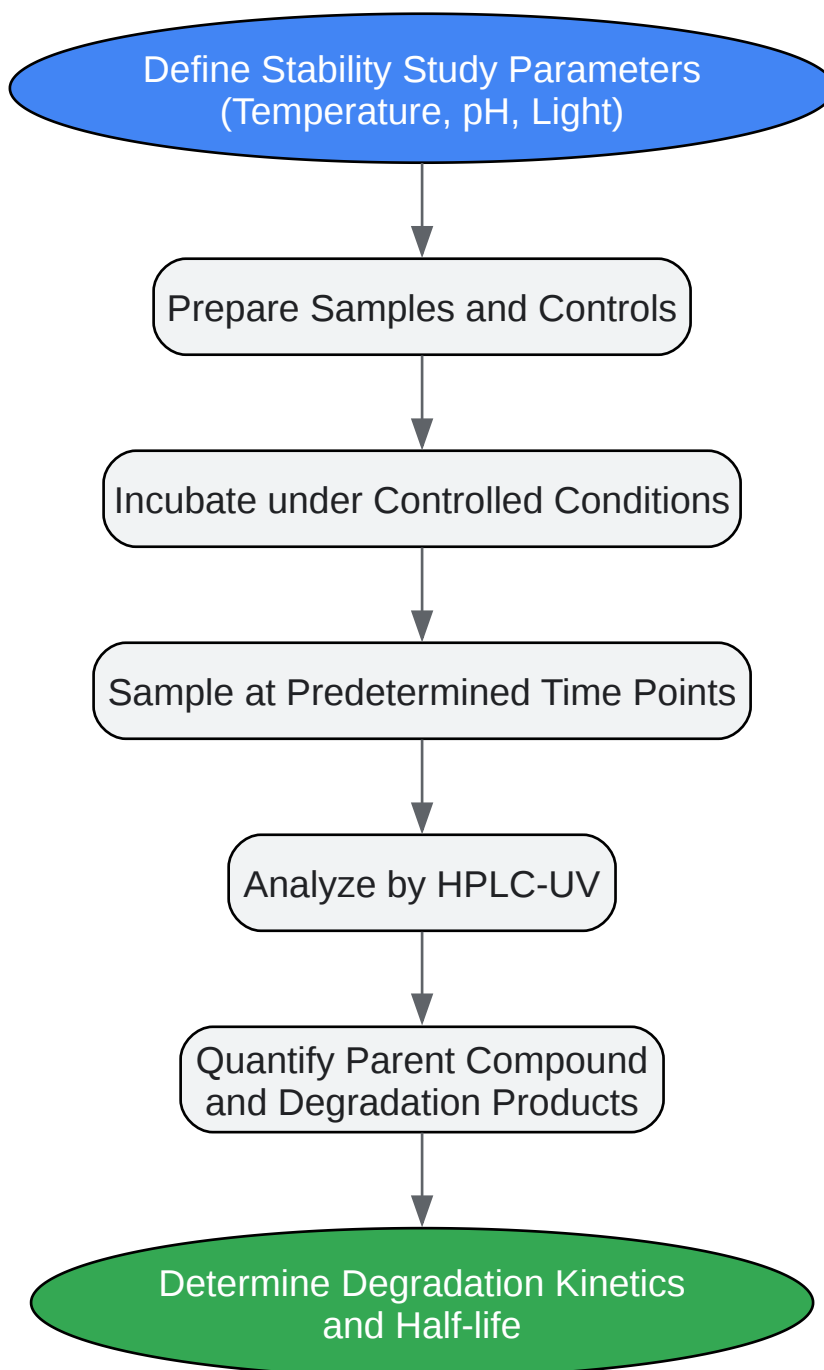 Define Stability Study Parameters
(Temperature, pH, Light)
Prepare Samples and Controls
Incubate under Controlled Conditions
Sample at Predetermined Time Points
Analyze by HPLC-UV
Quantify Parent Compound
and Degradation Products
Determine Degradation Kinetics
and Half-life